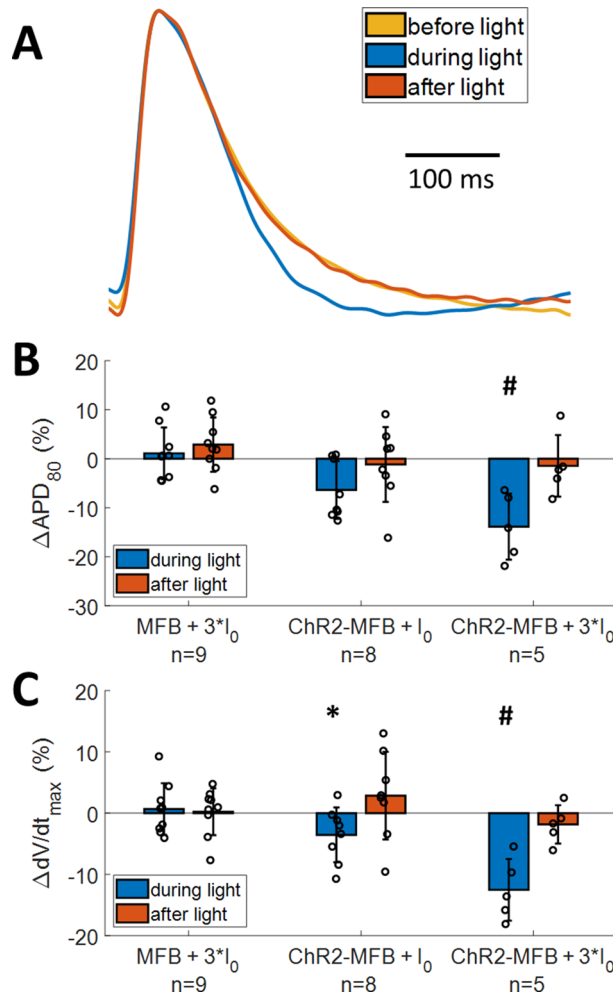 A
before light
during light
after light
100 ms
B
20
10
0
-10
-20
-30
ΔAPD80 (%)
#
during light
after light
MFB + 3*I0
n=9
ChR2-MFB + I0
n=8
ChR2-MFB + 3*I0
n=5
C
20
10
0
-10
-20
ΔdV/dtmax (%)
*
#
during light
after light
MFB + 3*I0
n=9
ChR2-MFB + I0
n=8
ChR2-MFB + 3*I0
n=5